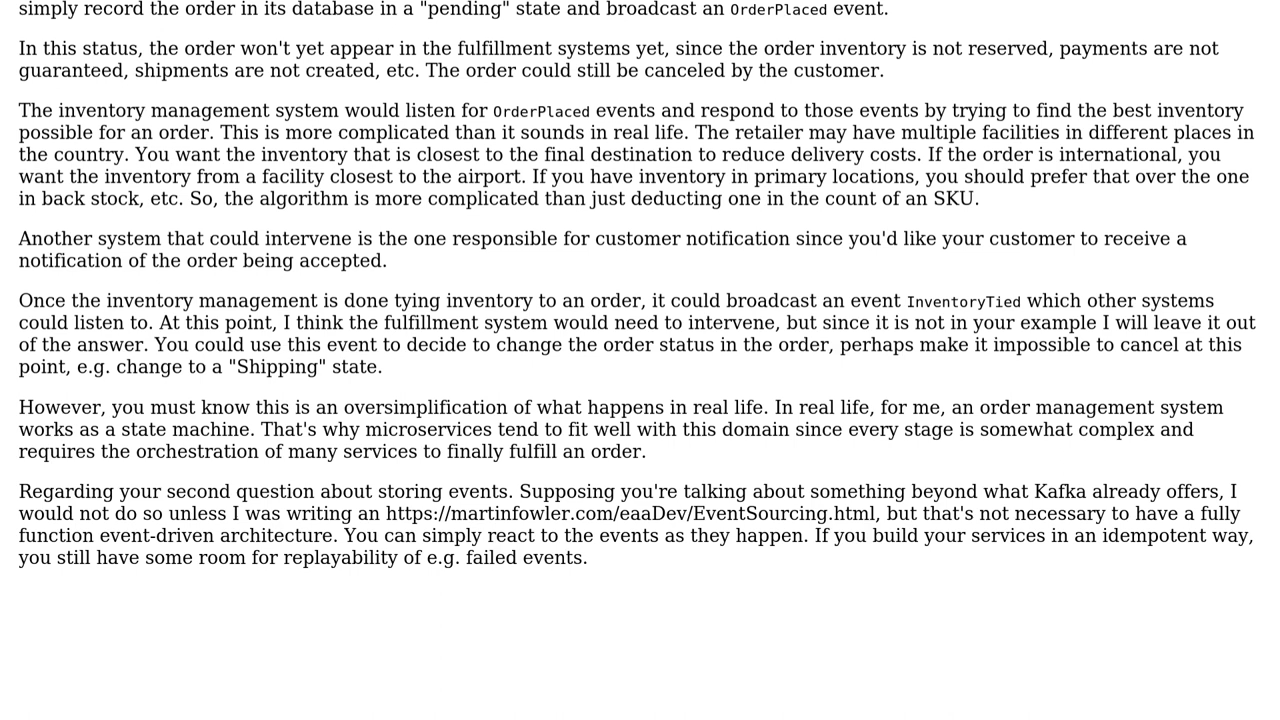 simply record the order in its database in a "pending" state and broadcast an OrderPlaced event.
In this status, the order won't yet appear in the fulfillment systems yet, since the order inventory is not reserved, payments are not
guaranteed, shipments are not created, etc. The order could still be canceled by the customer.
The inventory management system would listen for OrderPlaced events and respond to those events by trying to find the best inventory
possible for an order. This is more complicated than it sounds in real life. The retailer may have multiple facilities in different places in
the country. You want the inventory that is closest to the final destination to reduce delivery costs. If the order is international, you
want the inventory from a facility closest to the airport. If you have inventory in primary locations, you should prefer that over the one
in back stock, etc. So, the algorithm is more complicated than just deducting one in the count of an SKU.
Another system that could intervene is the one responsible for customer notification since you'd like your customer to receive a
notification of the order being accepted.
Once the inventory management is done tying inventory to an order, it could broadcast an event InventoryTied which other systems
could listen to. At this point, I think the fulfillment system would need to intervene, but since it is not in your example I will leave it out
of the answer. You could use this event to decide to change the order status in the order, perhaps make it impossible to cancel at this
point, e.g. change to a "Shipping" state.
However, you must know this is an oversimplification of what happens in real life. In real life, for me, an order management system
works as a state machine. That's why microservices tend to fit well with this domain since every stage is somewhat complex and
requires the orchestration of many services to finally fulfill an order.
Regarding your second question about storing events. Supposing you're talking about something beyond what Kafka already offers, I
would not do so unless I was writing an https://martinfowler.com/eaaDev/EventSourcing.html, but that's not necessary to have a fully
function event-driven architecture. You can simply react to the events as they happen. If you build your services in an idempotent way,
you still have some room for replayability of e.g. failed events.